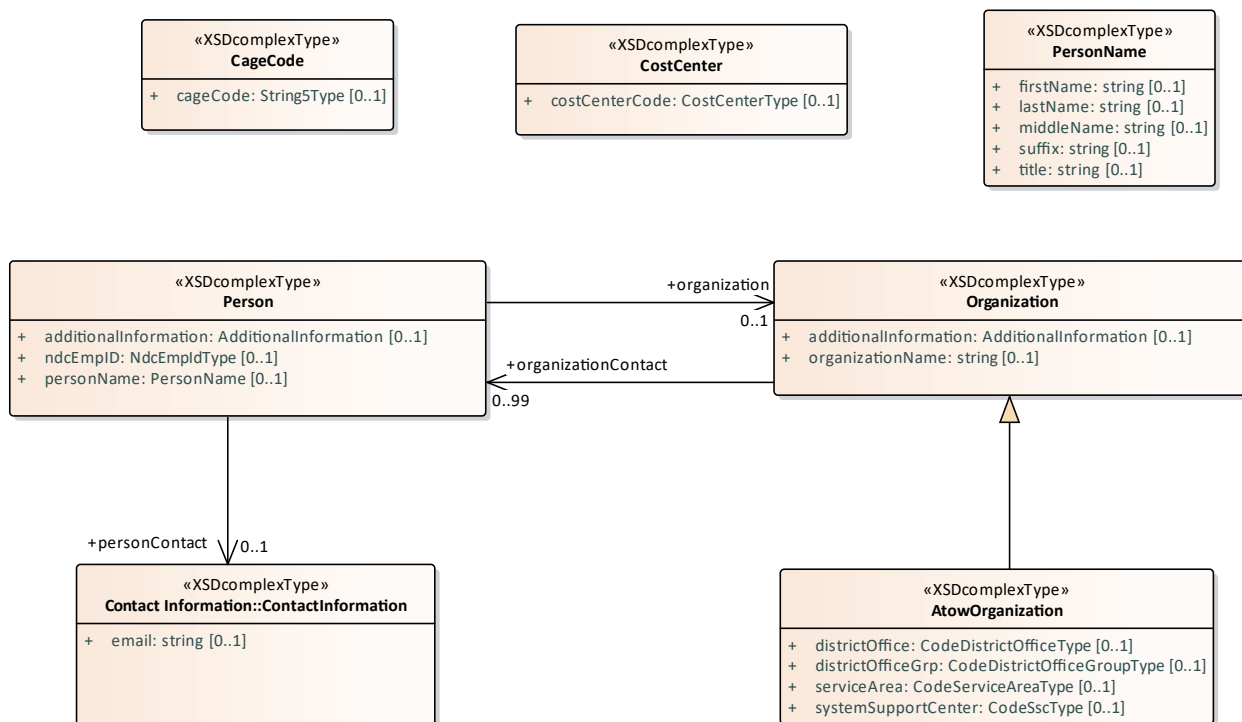 «XSDcomplexType»
CageCode
+ cageCode: String5Type [0..1]
«XSDcomplexType»
CostCenter
+ costCenterCode: CostCenterType [0..1]
«XSDcomplexType»
PersonName
+ firstName: string [0..1]
+ lastName: string [0..1]
+ middleName: string [0..1]
+ suffix: string [0..1]
+ title: string [0..1]
«XSDcomplexType»
Person
+ additionalInformation: AdditionalInformation [0..1]
+ ndcEmpID: NdcEmpIdType [0..1]
+ personName: PersonName [0..1]
+organization
0..1
+organizationContact
0..99
«XSDcomplexType»
Organization
+ additionalInformation: AdditionalInformation [0..1]
+ organizationName: string [0..1]
+personContact
0..1
«XSDcomplexType»
Contact Information::ContactInformation
+ email: string [0..1]
«XSDcomplexType»
AtowOrganization
+ districtOffice: CodeDistrictOfficeType [0..1]
+ districtOfficeGrp: CodeDistrictOfficeGroupType [0..1]
+ serviceArea: CodeServiceAreaType [0..1]
+ systemSupportCenter: CodeSscType [0..1]